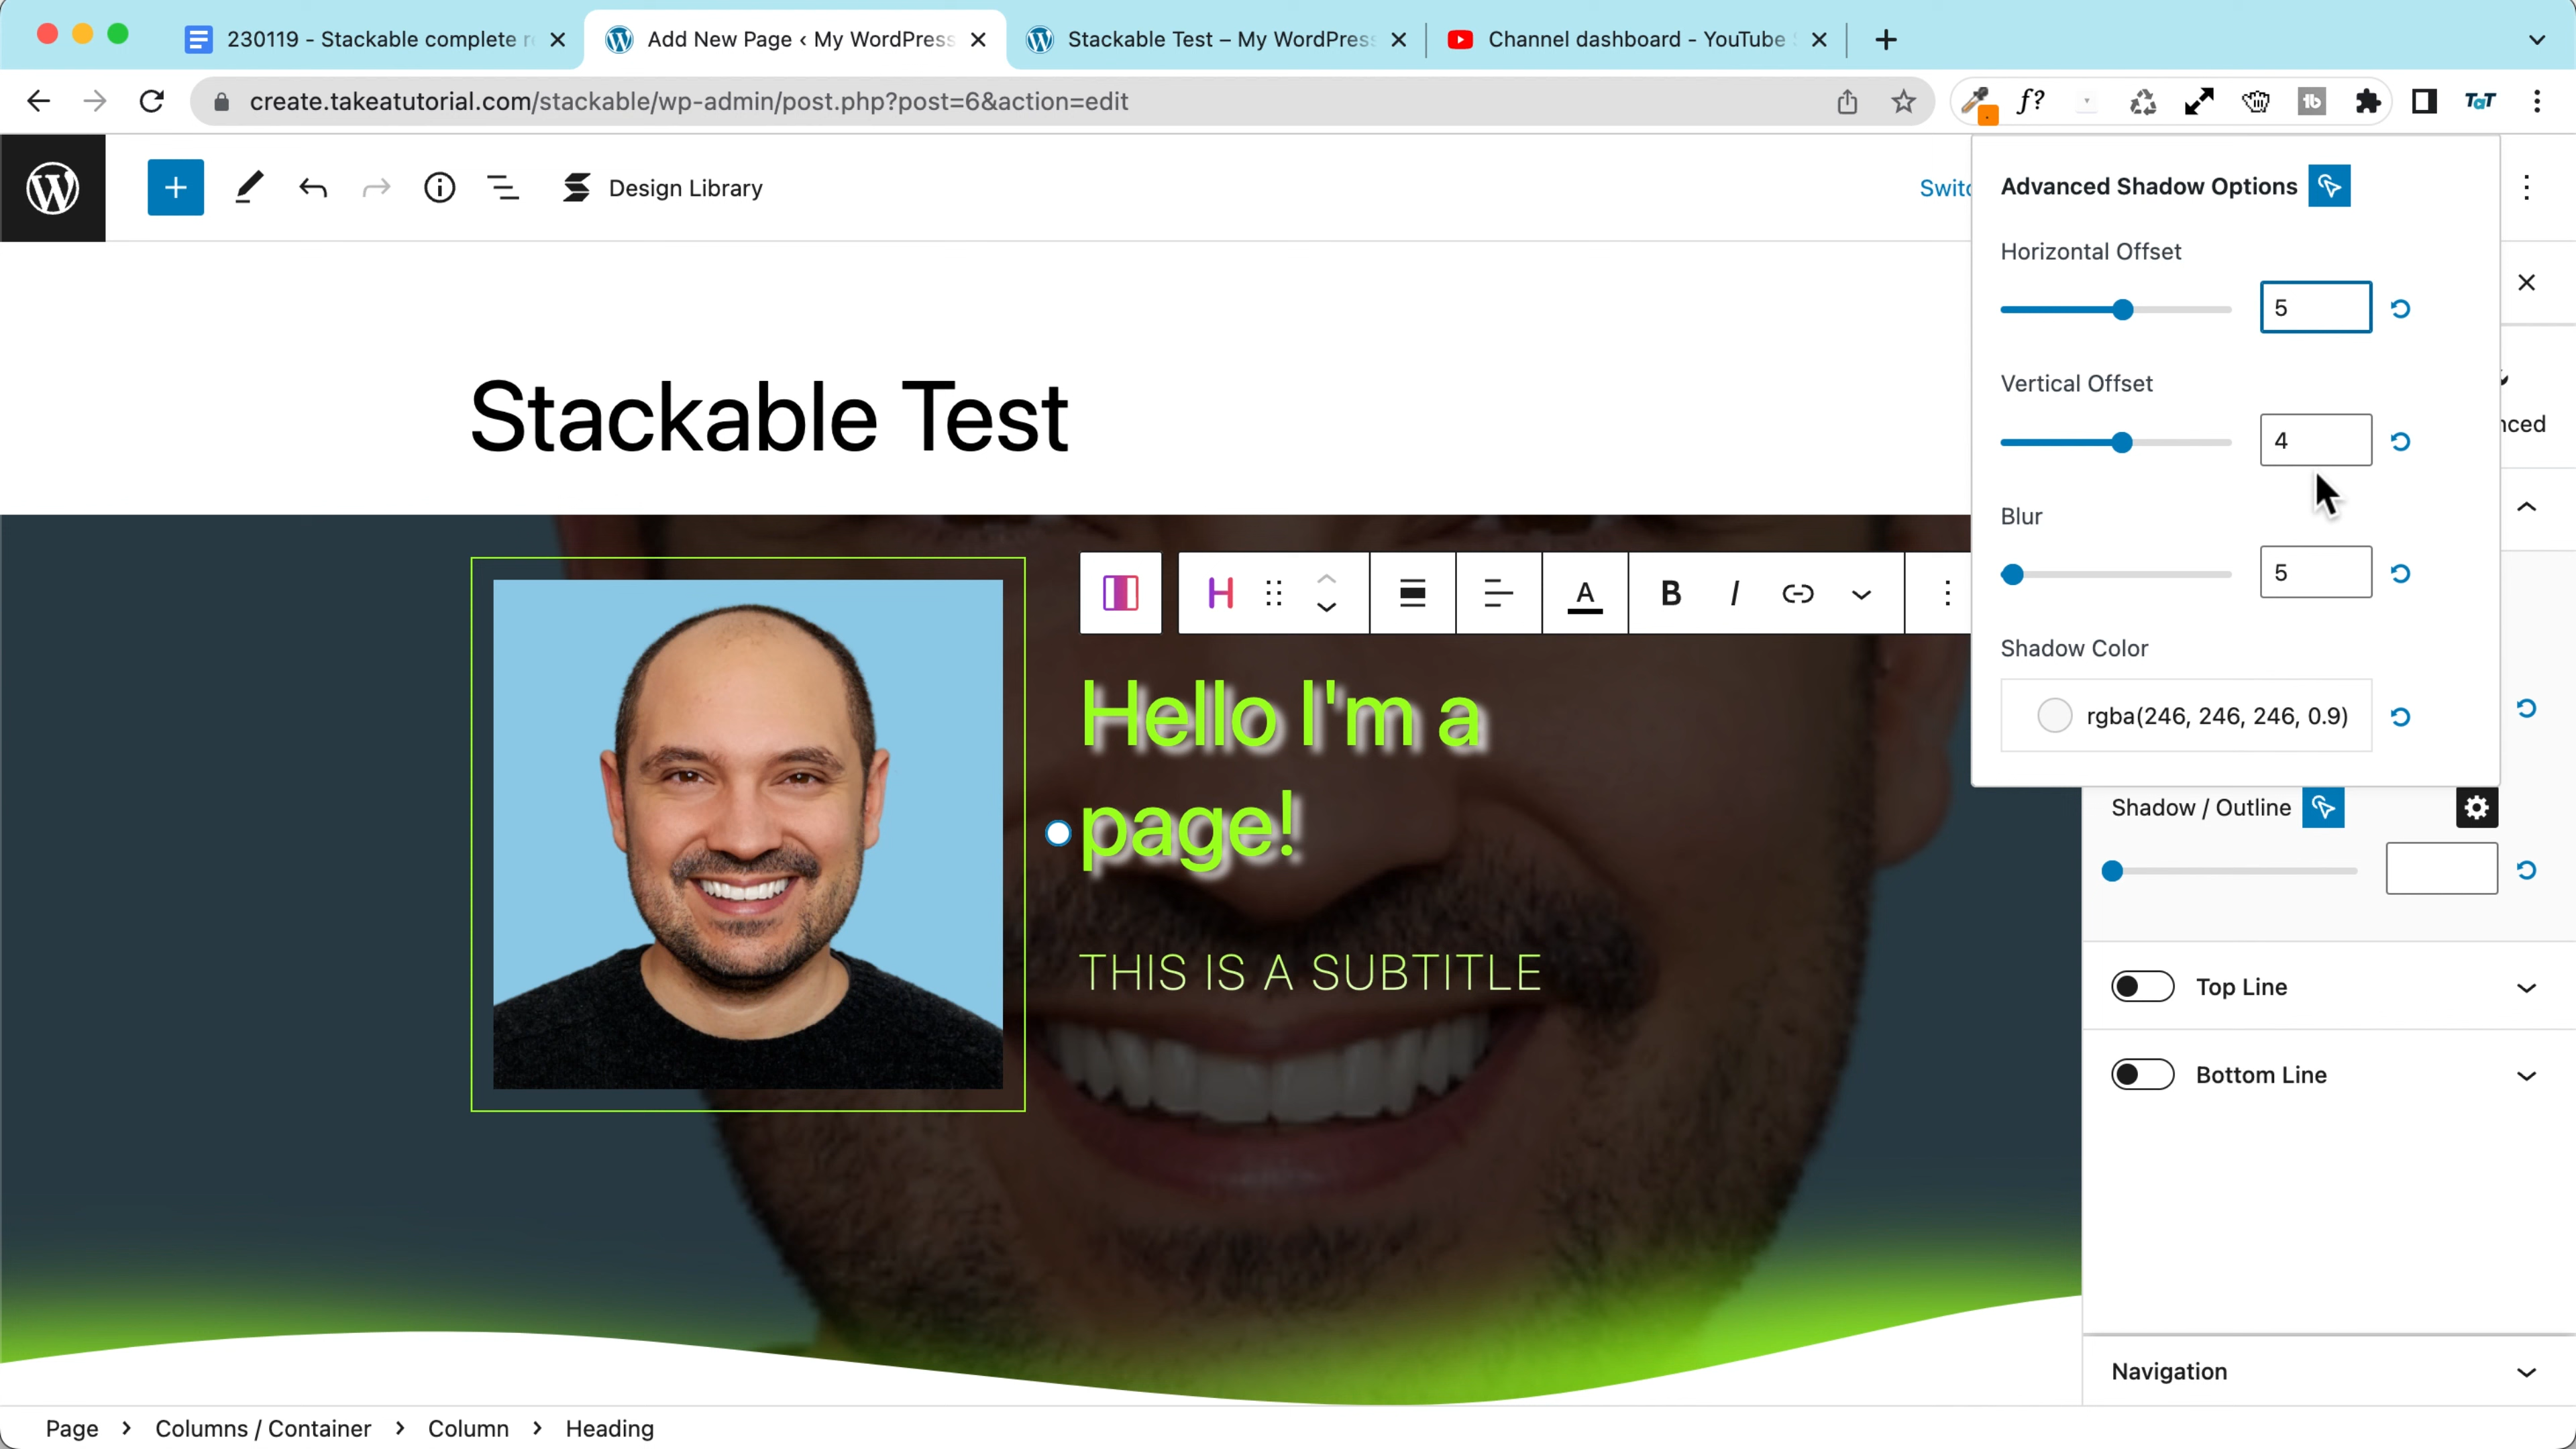 230119 - Stackable complete r
Add New Page ‹ My WordPress
Stackable Test – My WordPress
Channel dashboard - YouTube
create.takeatutorial.com/stackable/wp-admin/post.php?post=6&action=edit
f?
tb
TaT
Design Library
Switc
Advanced Shadow Options
Horizontal Offset
5
Vertical Offset
4
nced
Blur
5
Shadow Color
rgba(246, 246, 246, 0.9)
Stackable Test
H
A
B I
Hello I'm a
page!
THIS IS A SUBTITLE
Shadow / Outline
Top Line
Bottom Line
Navigation
Page › Columns / Container › Column › Heading